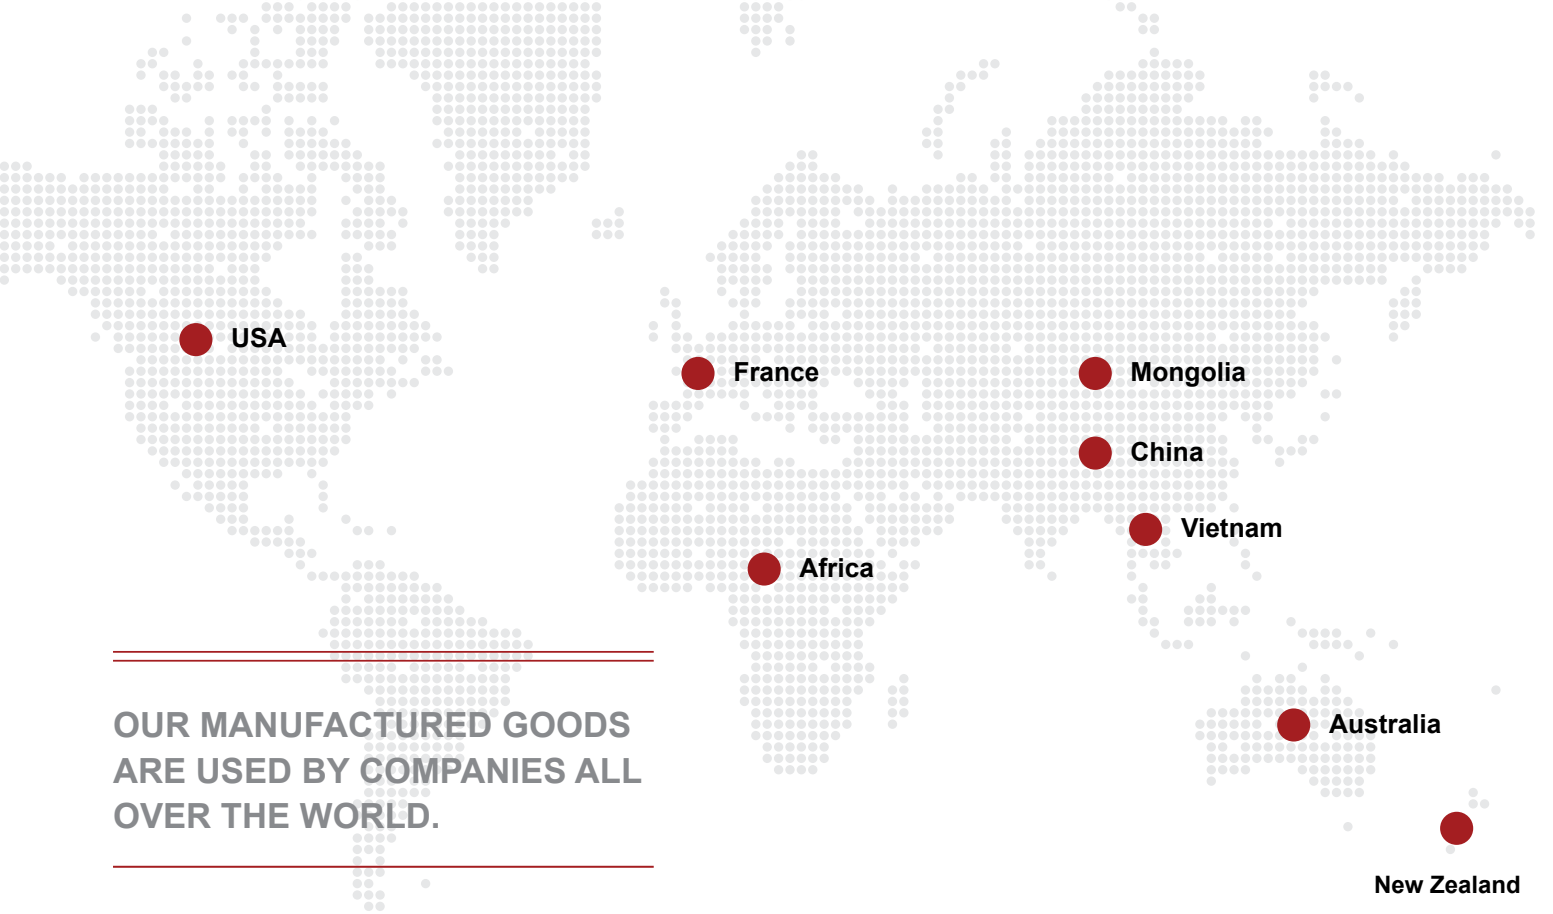 USA
France
Mongolia
China
Vietnam
Africa
OUR MANUFACTURED GOODS
ARE USED BY COMPANIES ALL
OVER THE WORLD.
Australia
New Zealand